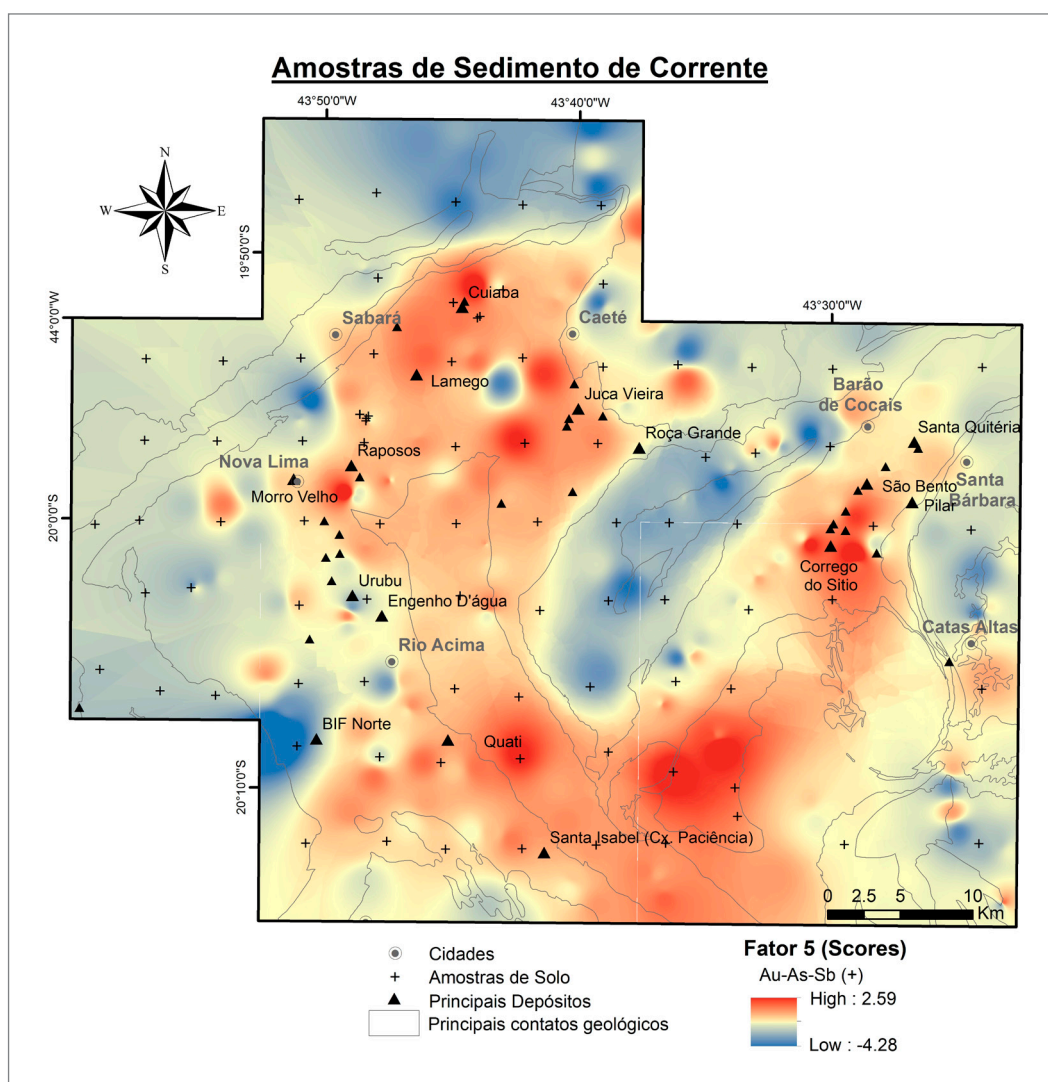 Amostras de Sedimento de Corrente
43°50'0"W
43°40'0"W
N
W
E
S
19°50'0"S
44°0'0"W
43°30'0"W
Cuiaba
Sabará
Caeté
Lamego
Juca Vieira
Barão
de Cocais
Roça Grande
Santa Quitéria
Raposos
Nova Lima
Morro Velho
São Bento
Santa
Bárbara
Pilar
20°0'0"S
Corrego
do Sitio
Urubu
Engenho D'água
Catas Altas
Rio Acima
BIF Norte
Quati
20°10'0"S
Santa Isabel (Cx. Paciência)
0 2.5 5 10
Km
Cidades
Amostras de Solo
Principais Depósitos
Principais contatos geológicos
Fator 5 (Scores)
Au-As-Sb (+)
High : 2.59
Low : -4.28